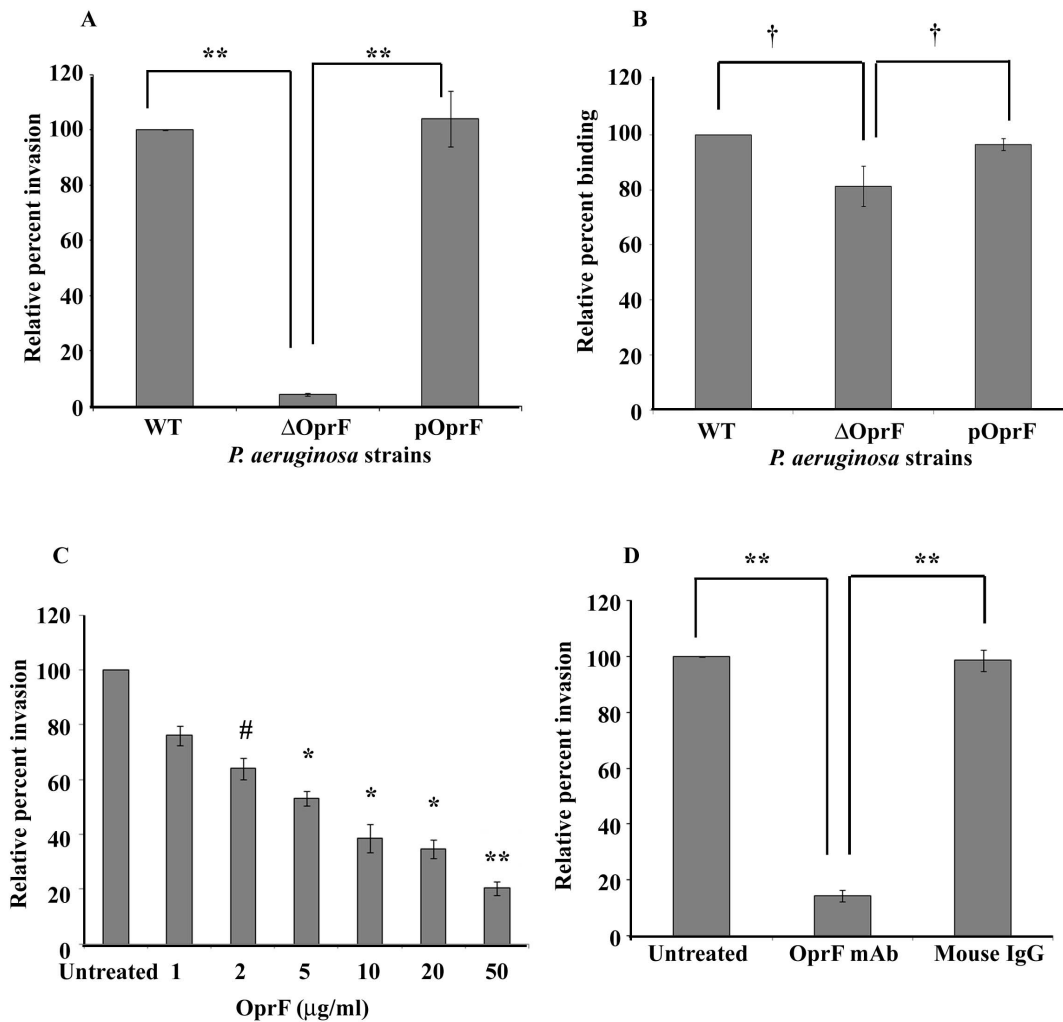 A
** **
120
100
80
60
40
20
0
Relative percent invasion
WT ΔOprF pOprF
P. aeruginosa strains
B
† †
120
100
80
60
40
20
0
Relative percent binding
WT ΔOprF pOprF
P. aeruginosa strains
C
120
100
80
60
40
20
0
Relative percent invasion
# * * * **
Untreated 1 2 5 10 20 50
OprF (μg/ml)
D
** **
120
100
80
60
40
20
0
Relative percent invasion
Untreated OprF mAb Mouse IgG